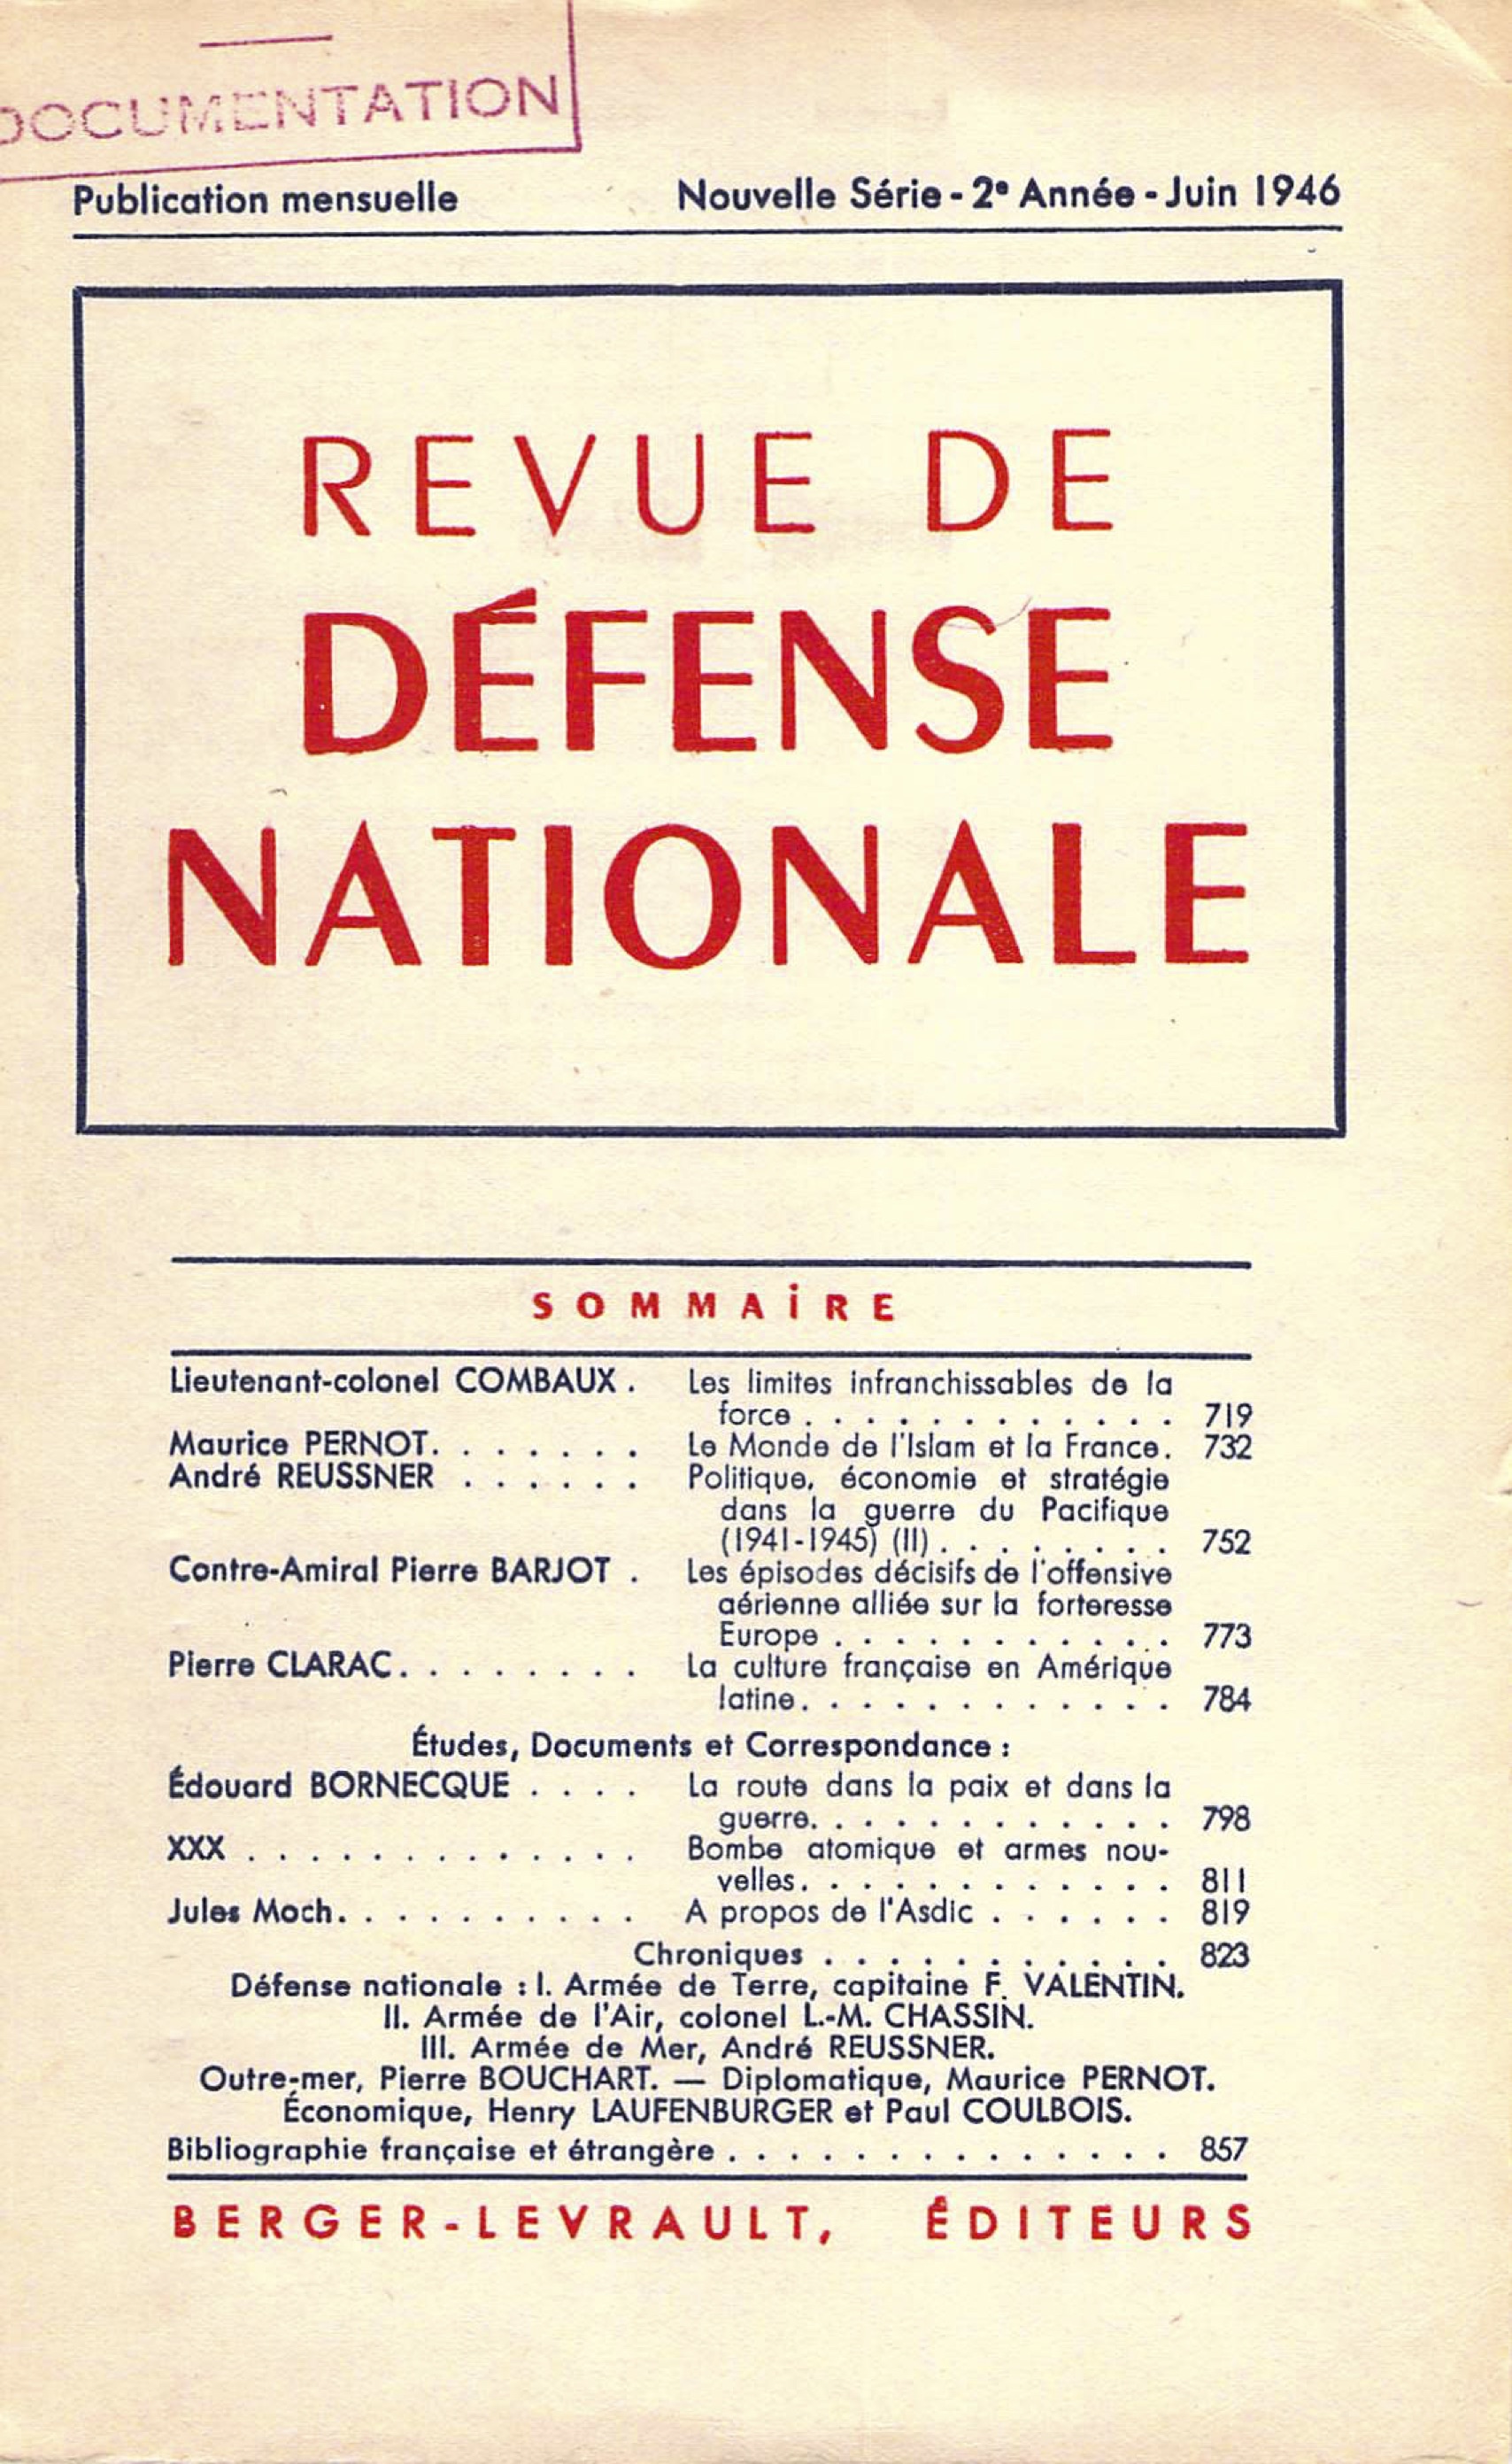 DOCUMENTATION
Publication mensuelle Nouvelle Série - 2e Année - Juin 1946
REVUE DE
DÉFENSE
NATIONALE
SOMMAiRE
Lieutenant-colonel COMBAUX . Les limites infranchissables de la
force . . . . . . . . . . . . 719
Maurice PERNOT. . . . . . . Le Monde de l'Islam et la France. 732
André REUSSNER . . . . . . Politique, économie et stratégie
dans la guerre du Pacifique
(1941-1945) (II) . . . . . . . . 752
Contre-Amiral Pierre BARJOT . Les épisodes décisifs de l'offensive
aérienne alliée sur la forteresse
Europe . . . . . . . . . . . 773
Pierre CLARAC. . . . . . . . La culture française en Amérique
latine. . . . . . . . . . . . 784
Études, Documents et Correspondance :
Édouard BORNECQUE . . . . La route dans la paix et dans la
guerre. . . . . . . . . . . . 798
XXX . . . . . . . . . . . . . Bombe atomique et armes nou-
velles. . . . . . . . . . . . 811
Jules Moch. . . . . . . . . . A propos de l'Asdic . . . . . . 819
Chroniques . . . . . . . . . . . 823
Défense nationale : I. Armée de Terre, capitaine F. VALENTIN.
II. Armée de l'Air, colonel L.-M. CHASSIN.
III. Armée de Mer, André REUSSNER.
Outre-mer, Pierre BOUCHART. — Diplomatique, Maurice PERNOT.
Économique, Henry LAUFENBURGER et Paul COULBOIS.
Bibliographie française et étrangère . . . . . . . . . . . . . . 857
BERGER-LEVRAULT, ÉDITEURS